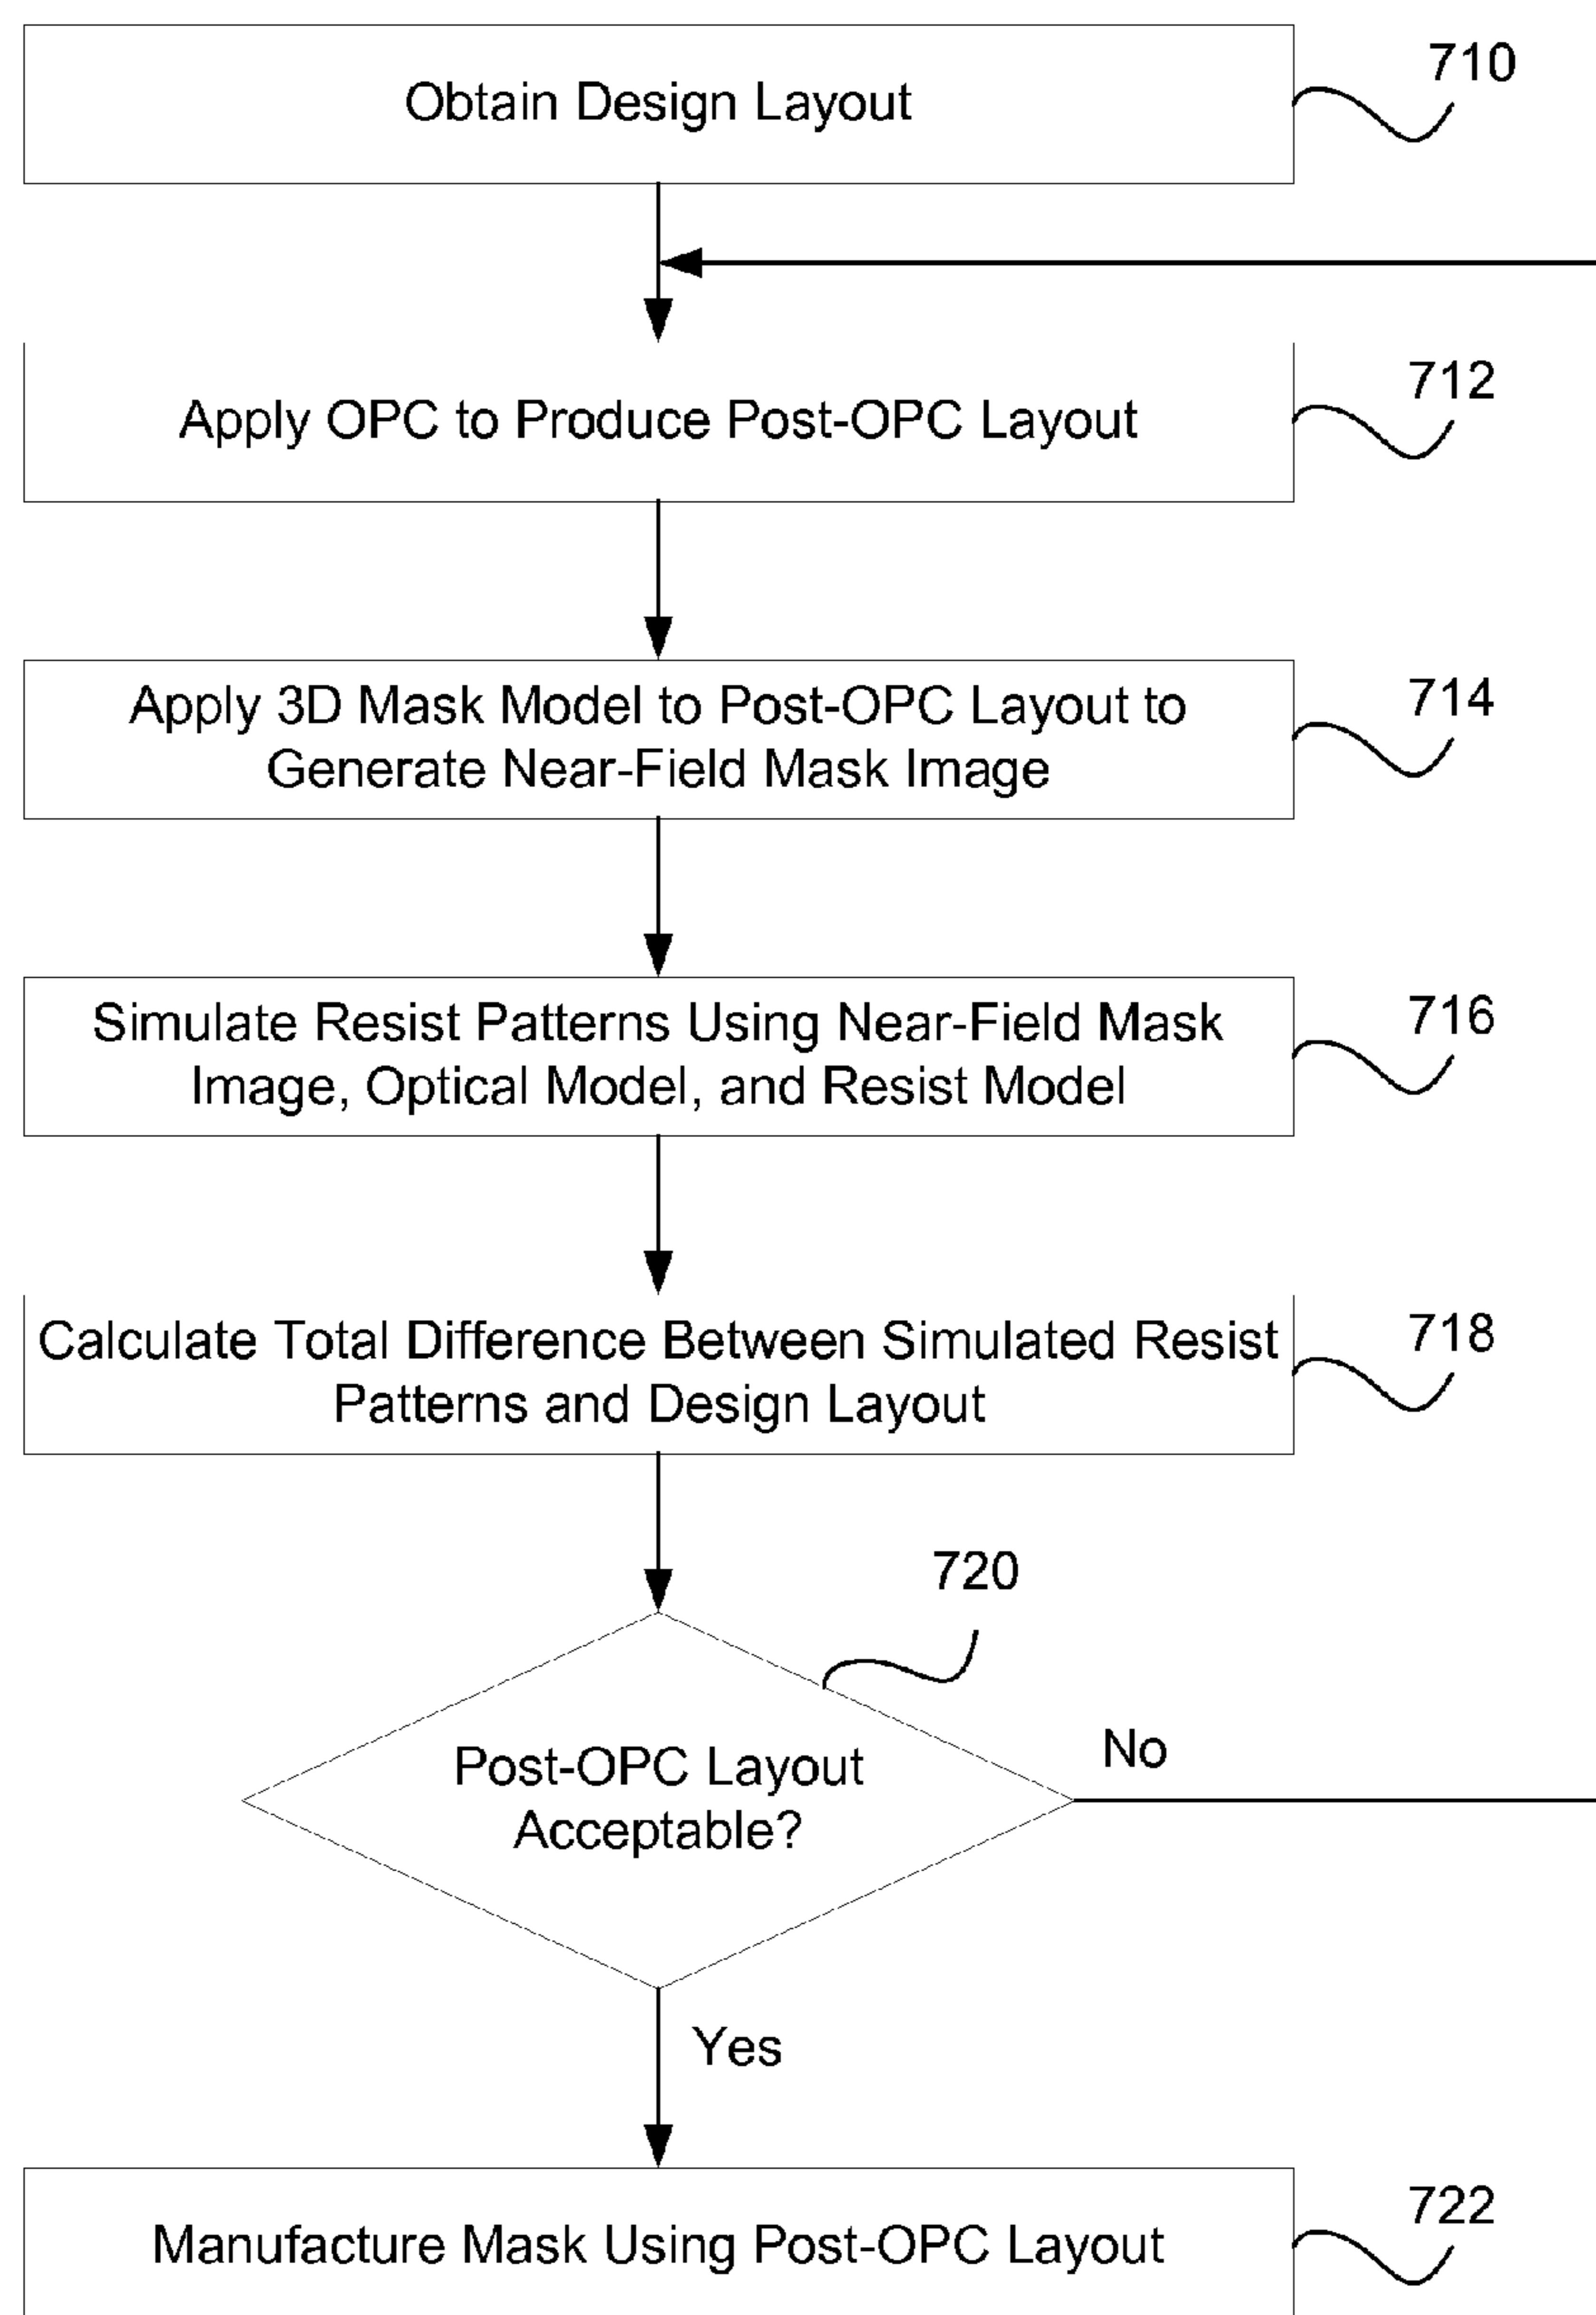 Obtain Design Layout
710
Apply OPC to Produce Post-OPC Layout
712
Apply 3D Mask Model to Post-OPC Layout to
Generate Near-Field Mask Image
714
Simulate Resist Patterns Using Near-Field Mask
Image, Optical Model, and Resist Model
716
Calculate Total Difference Between Simulated Resist
Patterns and Design Layout
718
720
Post-OPC Layout
Acceptable?
No
Yes
Manufacture Mask Using Post-OPC Layout
722